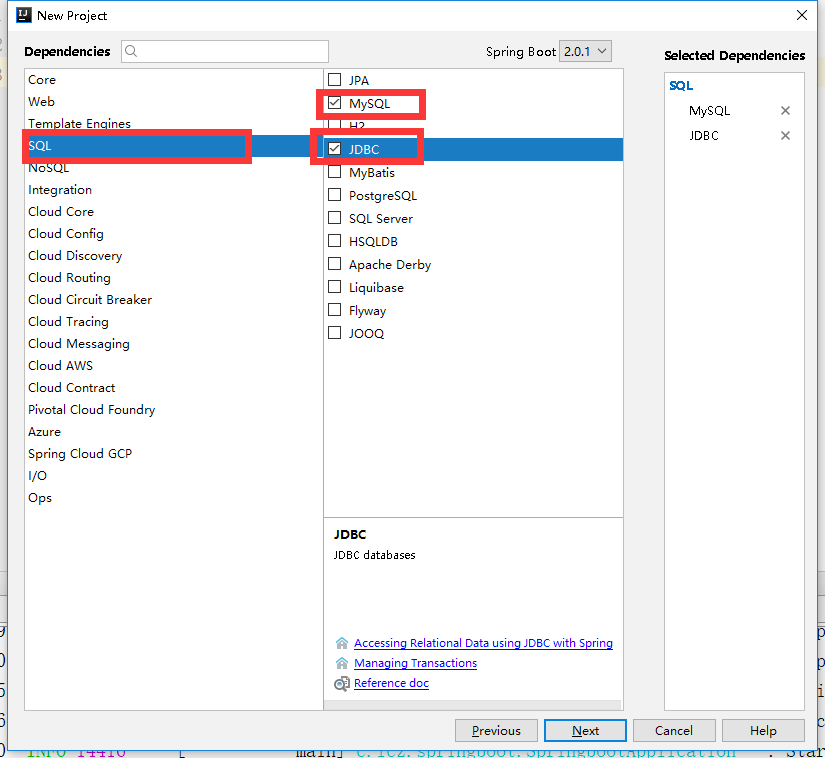 New Project
Dependencies
Spring Boot 2.0.1
Selected Dependencies
Core
Web
Template Engines
SQL
NoSQL
Integration
Cloud Core
Cloud Config
Cloud Discovery
Cloud Routing
Cloud Circuit Breaker
Cloud Tracing
Cloud Messaging
Cloud AWS
Cloud Contract
Pivotal Cloud Foundry
Azure
Spring Cloud GCP
I/O
Ops
JPA
MySQL
H2
JDBC
MyBatis
PostgreSQL
SQL Server
HSQLDB
Apache Derby
Liquibase
Flyway
JOOQ
JDBC
JDBC databases
Accessing Relational Data using JDBC with Spring
Managing Transactions
Reference doc
SQL
MySQL
JDBC
Previous
Next
Cancel
Help
INFO 14410 [ main] c.icz.springboot.SpringbootApplication : Star